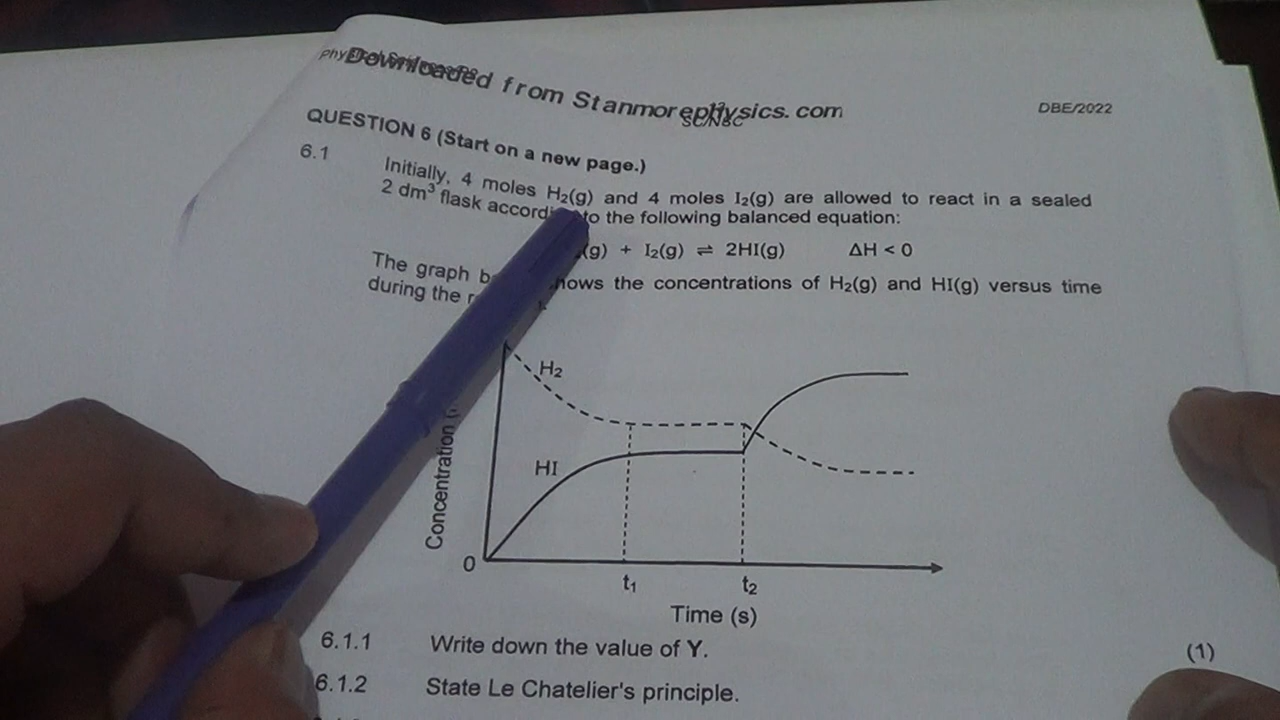 Downloaded from Stanmorephysics.com
DBE/2022
SC/NSC
QUESTION 6 (Start on a new page.)
6.1 Initially, 4 moles H₂(g) and 4 moles I₂(g) are allowed to react in a sealed
2 dm³ flask to the following balanced equation:
(g) + I₂(g) ⇌ 2HI(g) ΔH < 0
The graph shows the concentrations of H₂(g) and HI(g) versus time
during the
H₂
HI
Concentration
0
t₁
t₂
Time (s)
6.1.1 Write down the value of Y. (1)
6.1.2 State Le Chatelier's principle.